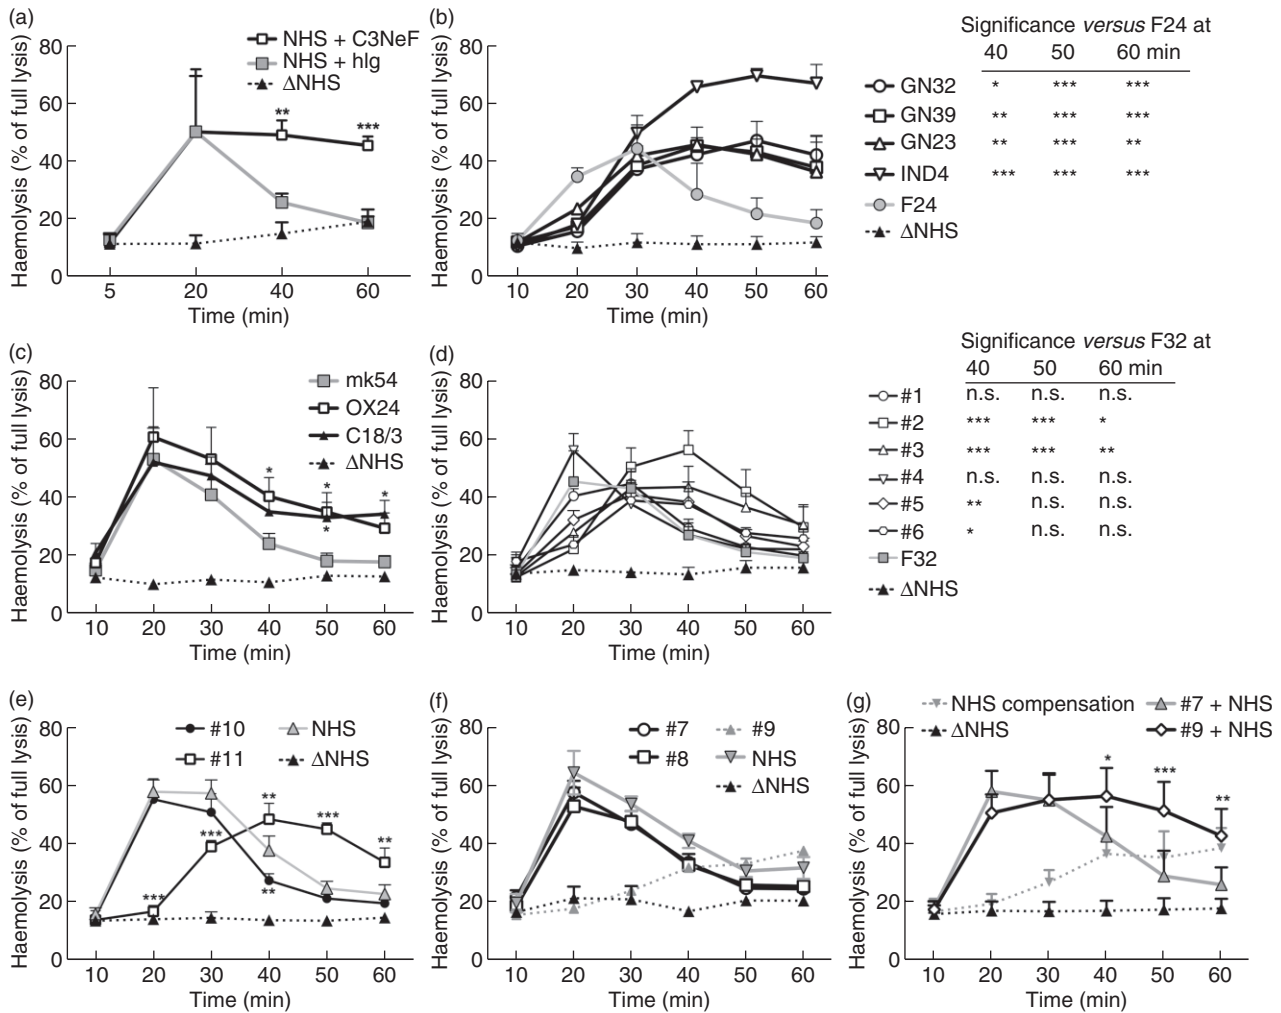 (a)
Haemolysis (% of full lysis)
80
60
40
20
0
5 20 40 60
Time (min)
NHS + C3NeF
NHS + hIg
ΔNHS
**
***
(b)
Haemolysis (% of full lysis)
80
60
40
20
0
10 20 30 40 50 60
Time (min)
Significance versus F24 at
40 50 60 min
GN32 * *** ***
GN39 ** *** ***
GN23 ** *** **
IND4 *** *** ***
F24
ΔNHS
(c)
Haemolysis (% of full lysis)
80
60
40
20
0
10 20 30 40 50 60
Time (min)
mk54
OX24
C18/3
ΔNHS
*
*
*
*
(d)
Haemolysis (% of full lysis)
80
60
40
20
0
10 20 30 40 50 60
Time (min)
Significance versus F32 at
40 50 60 min
#1 n.s. n.s. n.s.
#2 *** *** *
#3 *** *** **
#4 n.s. n.s. n.s.
#5 ** n.s. n.s.
#6 * n.s. n.s.
F32
ΔNHS
(e)
Haemolysis (% of full lysis)
80
60
40
20
0
10 20 30 40 50 60
Time (min)
#10 NHS
#11 ΔNHS
***
***
**
**
***
**
(f)
Haemolysis (% of full lysis)
80
60
40
20
0
10 20 30 40 50 60
Time (min)
#7 #9
#8 NHS
ΔNHS
(g)
Haemolysis (% of full lysis)
80
60
40
20
0
10 20 30 40 50 60
Time (min)
NHS compensation #7 + NHS
ΔNHS #9 + NHS
*
***
**